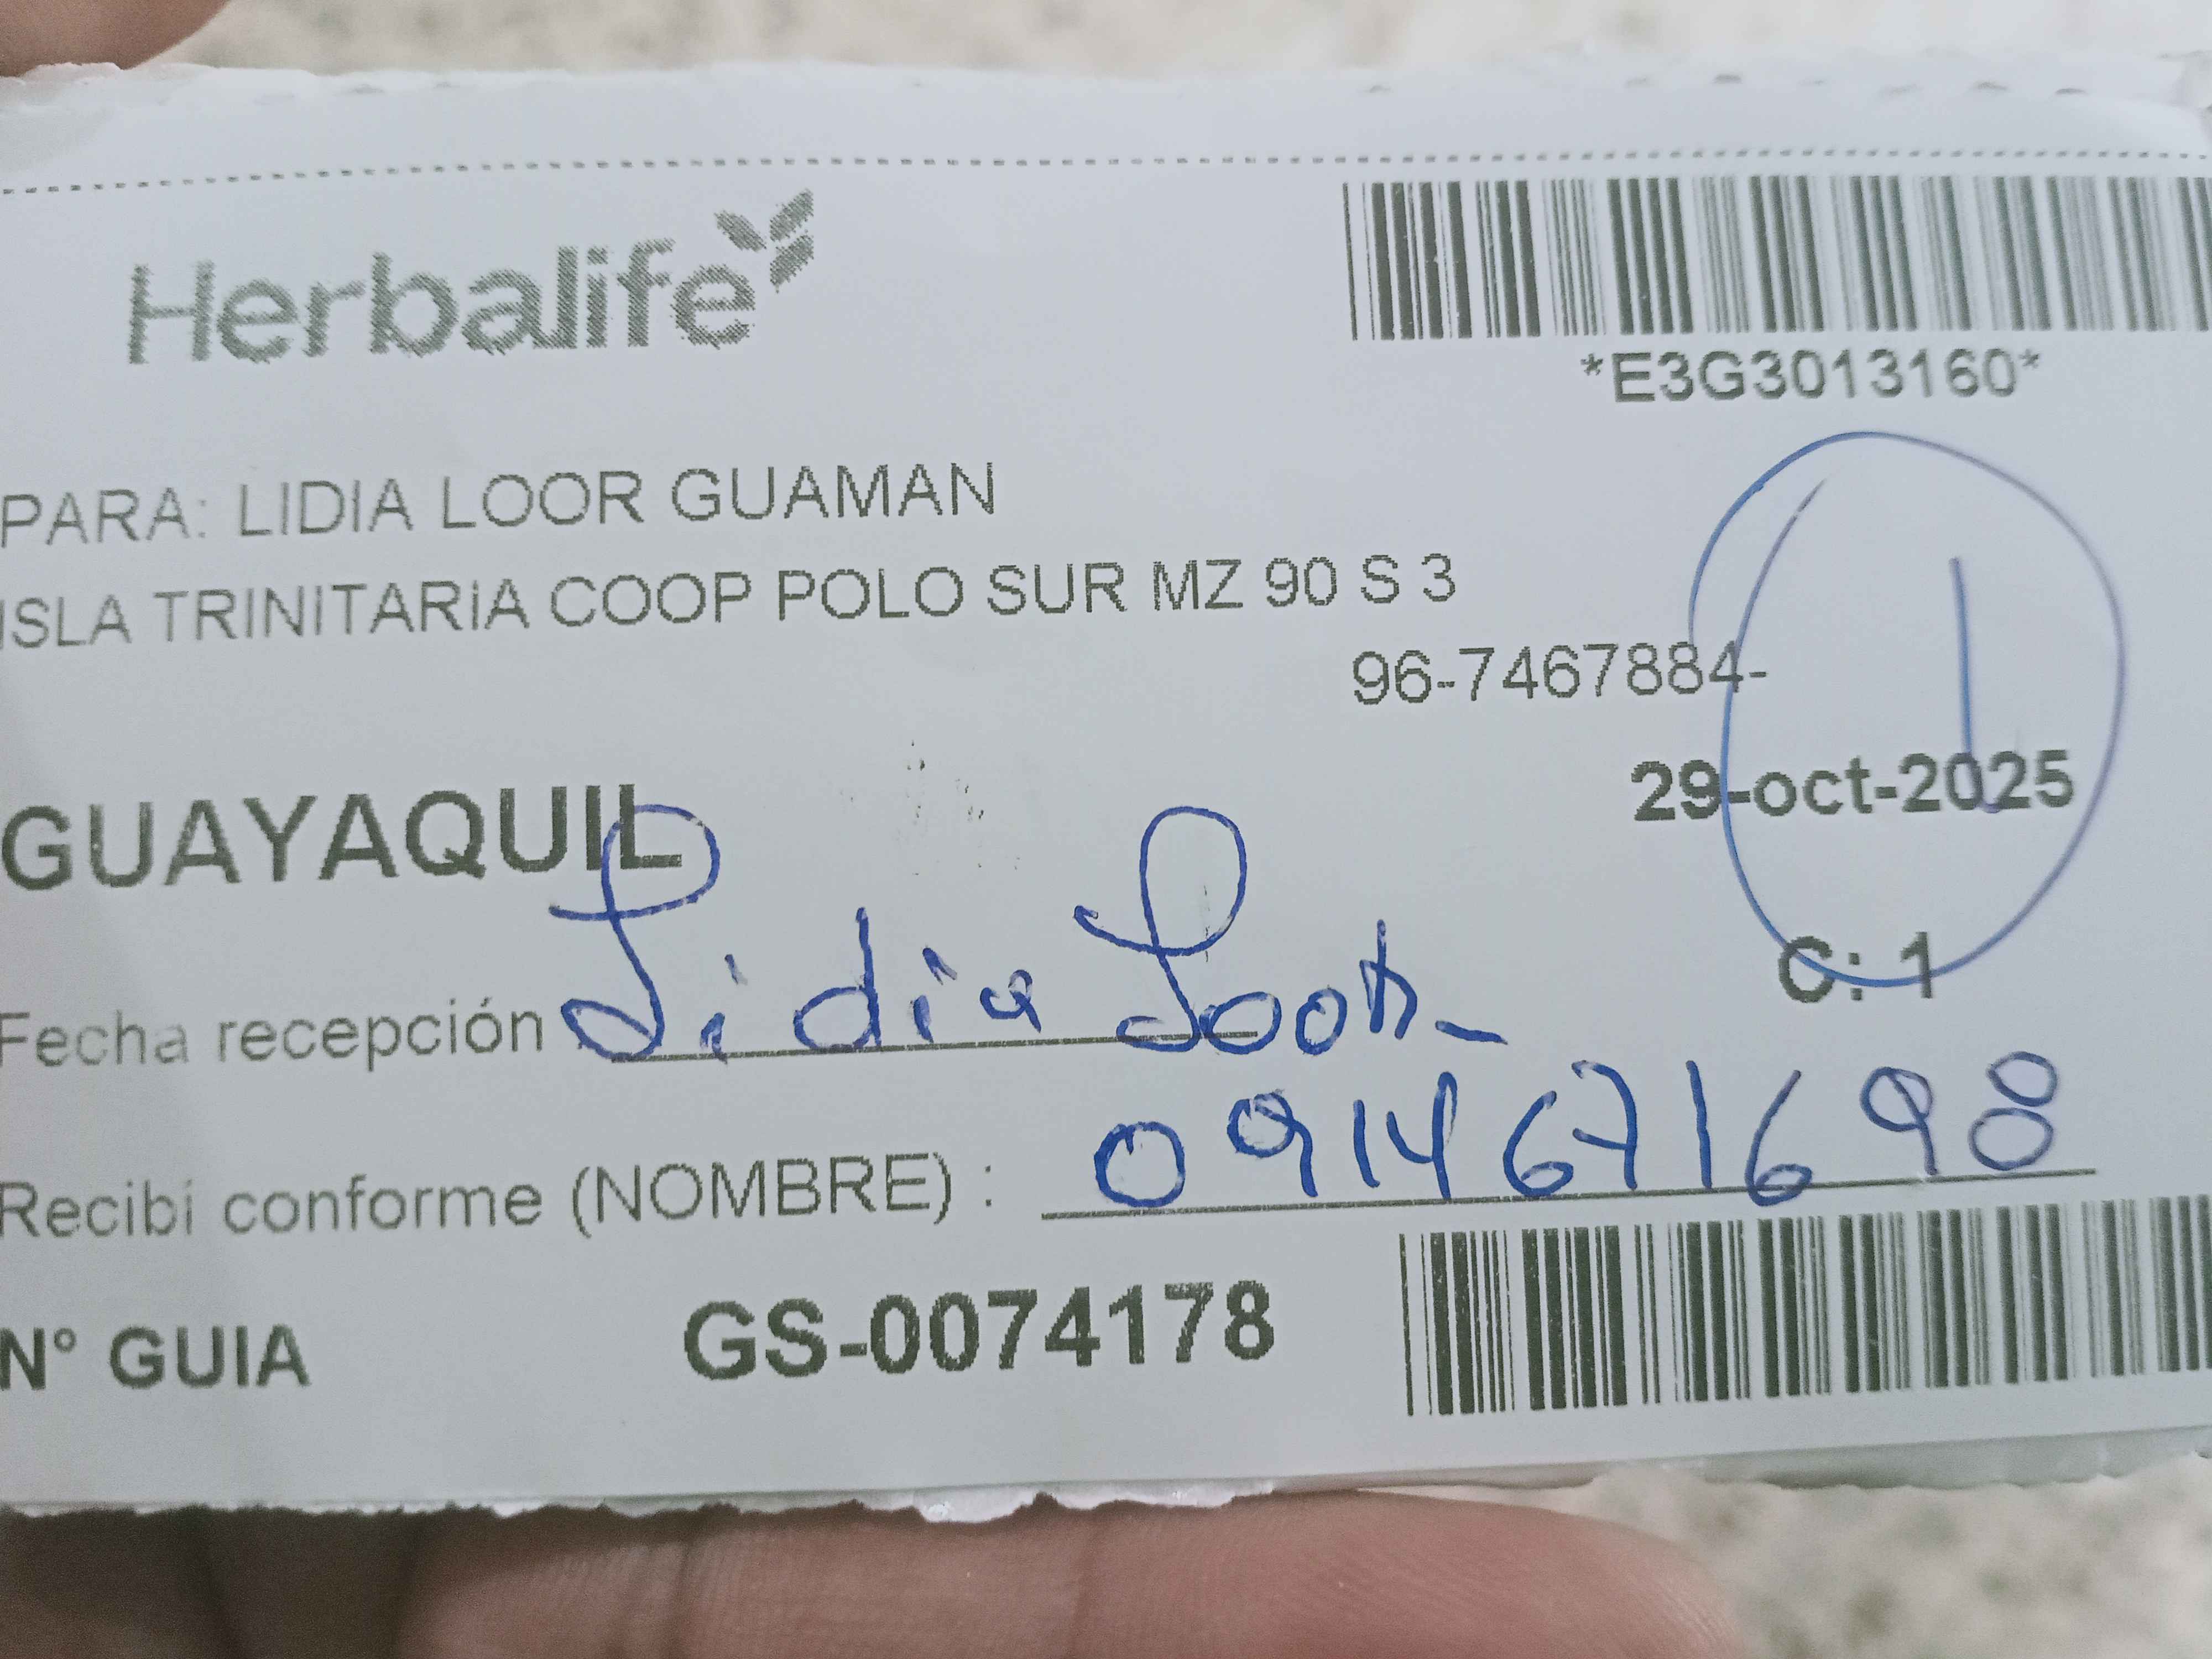 Herbalife
*E3G3013160*
PARA: LIDIA LOOR GUAMAN
ISLA TRINITARIA COOP POLO SUR MZ 90 S 3
96-7467884-
1
29-oct-2025
GUAYAQUIL
C: 1
Fecha recepción Lidia Loor-
Recibí conforme (NOMBRE) : 0914671698
N° GUIA GS-0074178